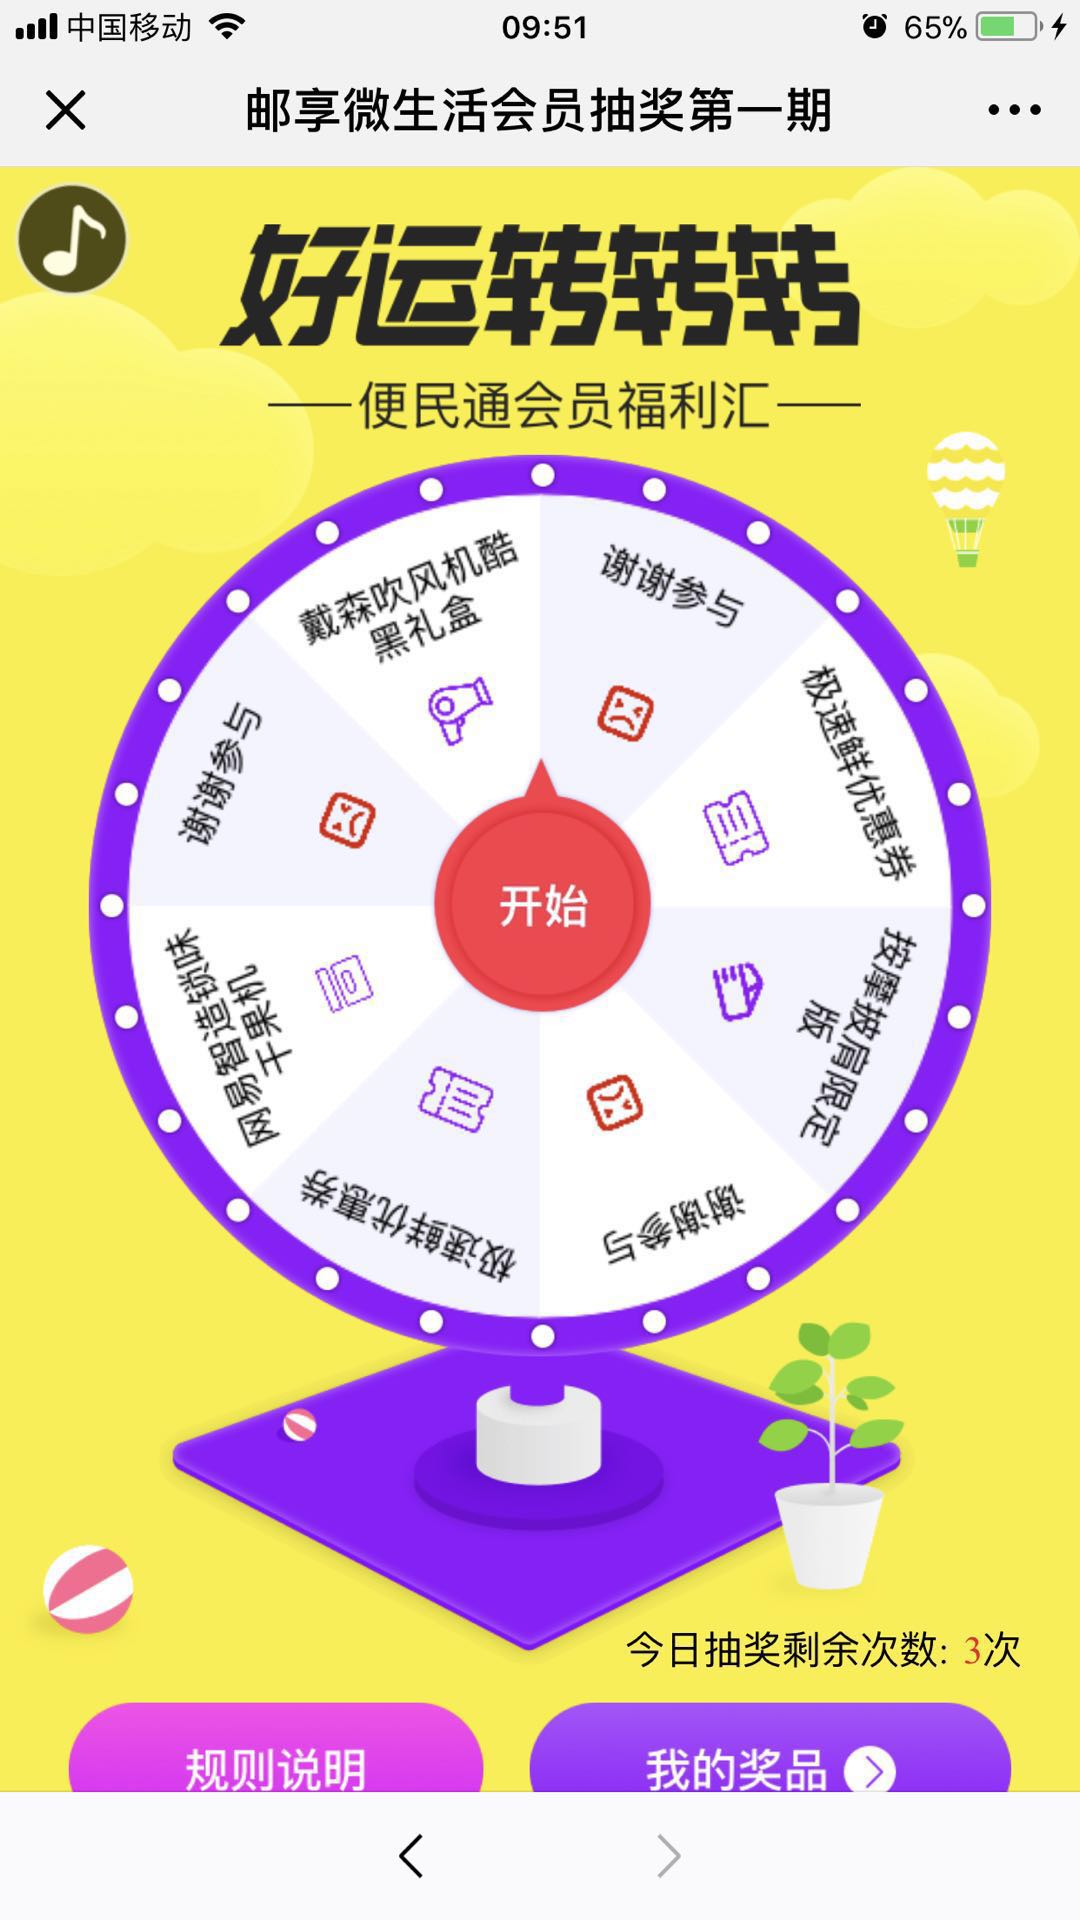 中国移动
09:51
65%
邮享微生活会员抽奖第一期
好运转转转
便民通会员福利汇
戴森吹风机酷
黑礼盒
谢谢参与
极速鲜优惠券
按摩披肩限定
版
谢谢参与
极速鲜优惠券
网易智造锁味
干果机
谢谢参与
开始
今日抽奖剩余次数: 3次
规则说明
我的奖品